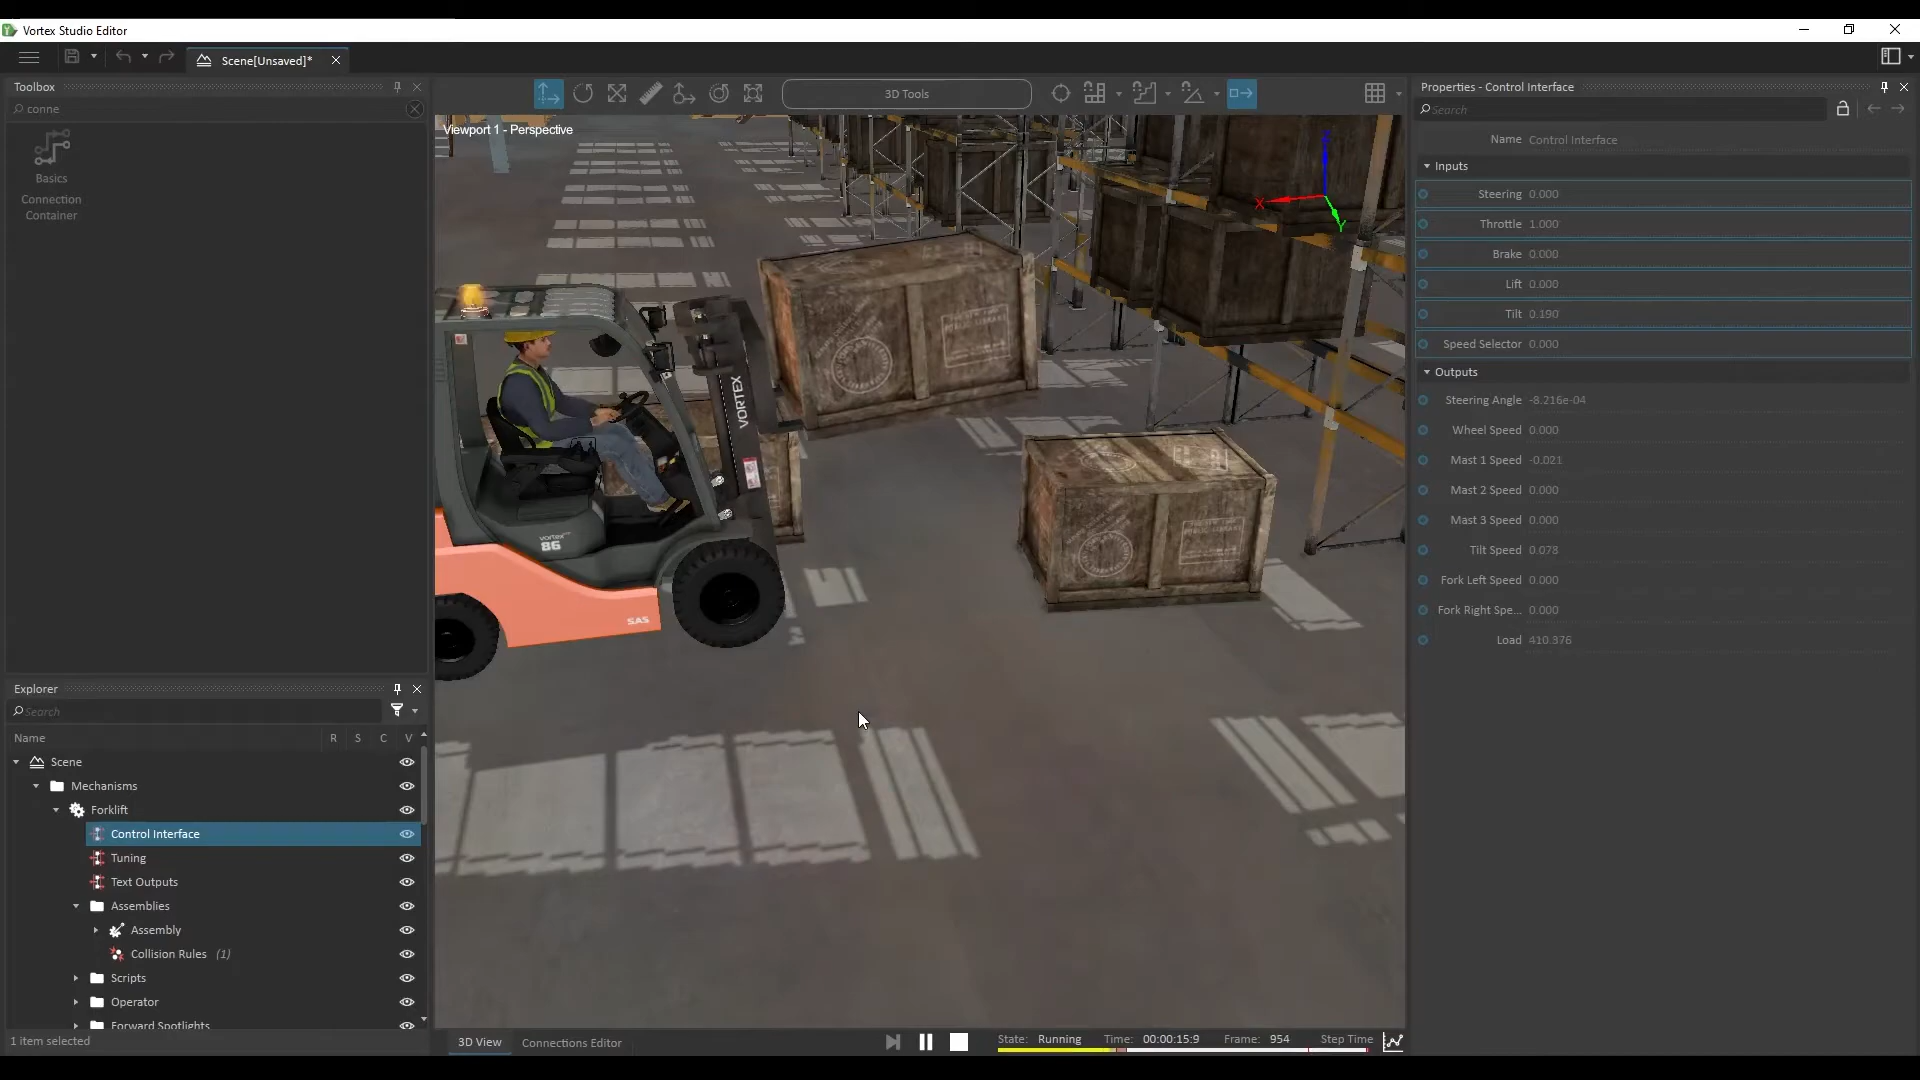 Vortex Studio Editor
Scene[Unsaved]*
Toolbox
conne
Basics
Connection
Container
3D Tools
Viewport 1 - Perspective
X
Y
VORTEX
vortex
86
SAS
Explorer
Search
Name R S C V
Scene
Mechanisms
Forklift
Control Interface
Tuning
Text Outputs
Assemblies
Assembly
Collision Rules (1)
Scripts
Operator
Forward Spotlights
1 item selected
3D View
Connections Editor
State: Running Time: 00:00:15:9 Frame: 954 Step Time
Properties - Control Interface
Search
Name Control Interface
Inputs
Steering 0.000
Throttle 1.000
Brake 0.000
Lift 0.000
Tilt 0.190
Speed Selector 0.000
Outputs
Steering Angle -8.216e-04
Wheel Speed 0.000
Mast 1 Speed -0.021
Mast 2 Speed 0.000
Mast 3 Speed 0.000
Tilt Speed 0.078
Fork Left Speed 0.000
Fork Right Spe... 0.000
Load 410.376